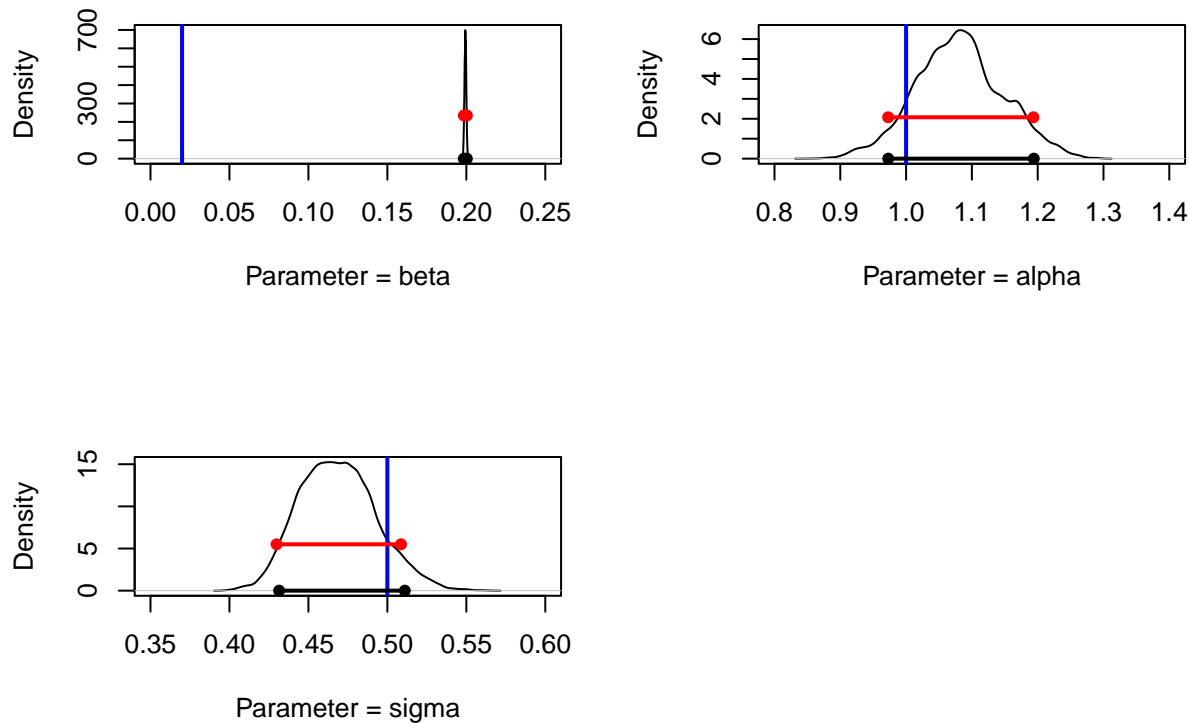 Density
700
300
0
0.00 0.05 0.10 0.15 0.20 0.25
Parameter = beta
Density
6
4
2
0
0.8 0.9 1.0 1.1 1.2 1.3 1.4
Parameter = alpha
Density
15
5
0
0.35 0.40 0.45 0.50 0.55 0.60
Parameter = sigma